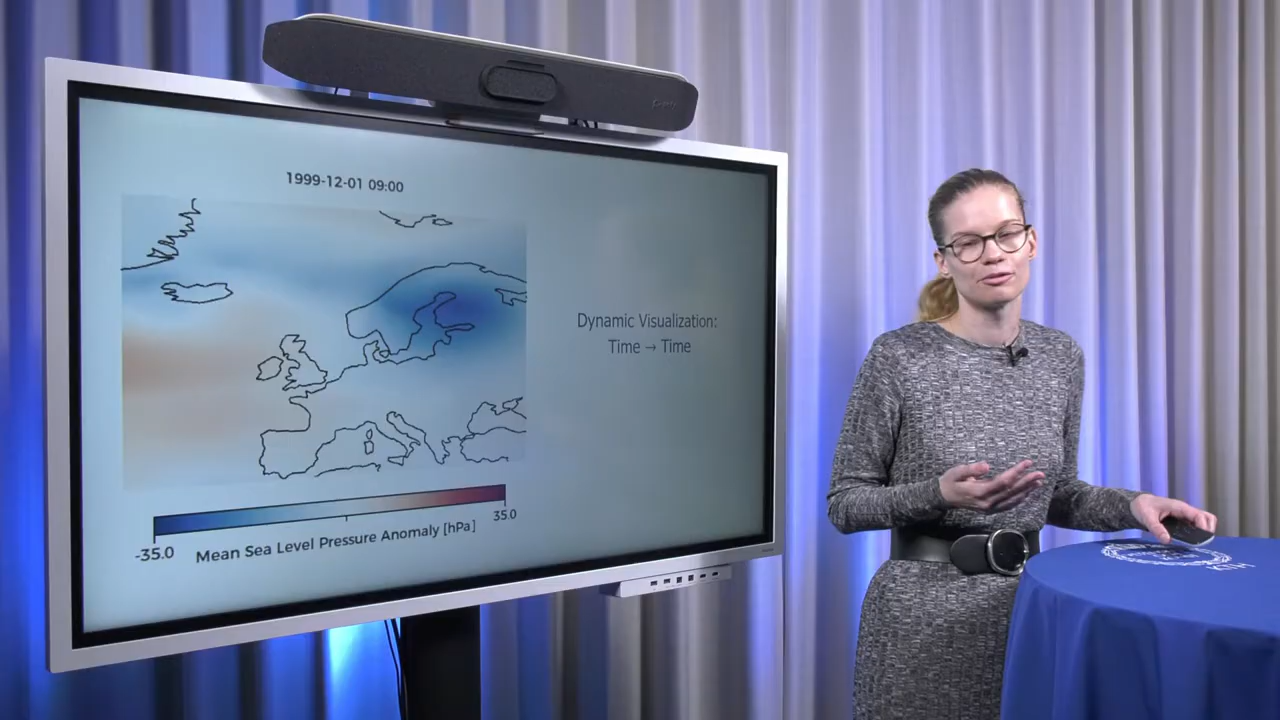 1999-12-01 09:00
Dynamic Visualization:
Time → Time
-35.0
35.0
Mean Sea Level Pressure Anomaly [hPa]